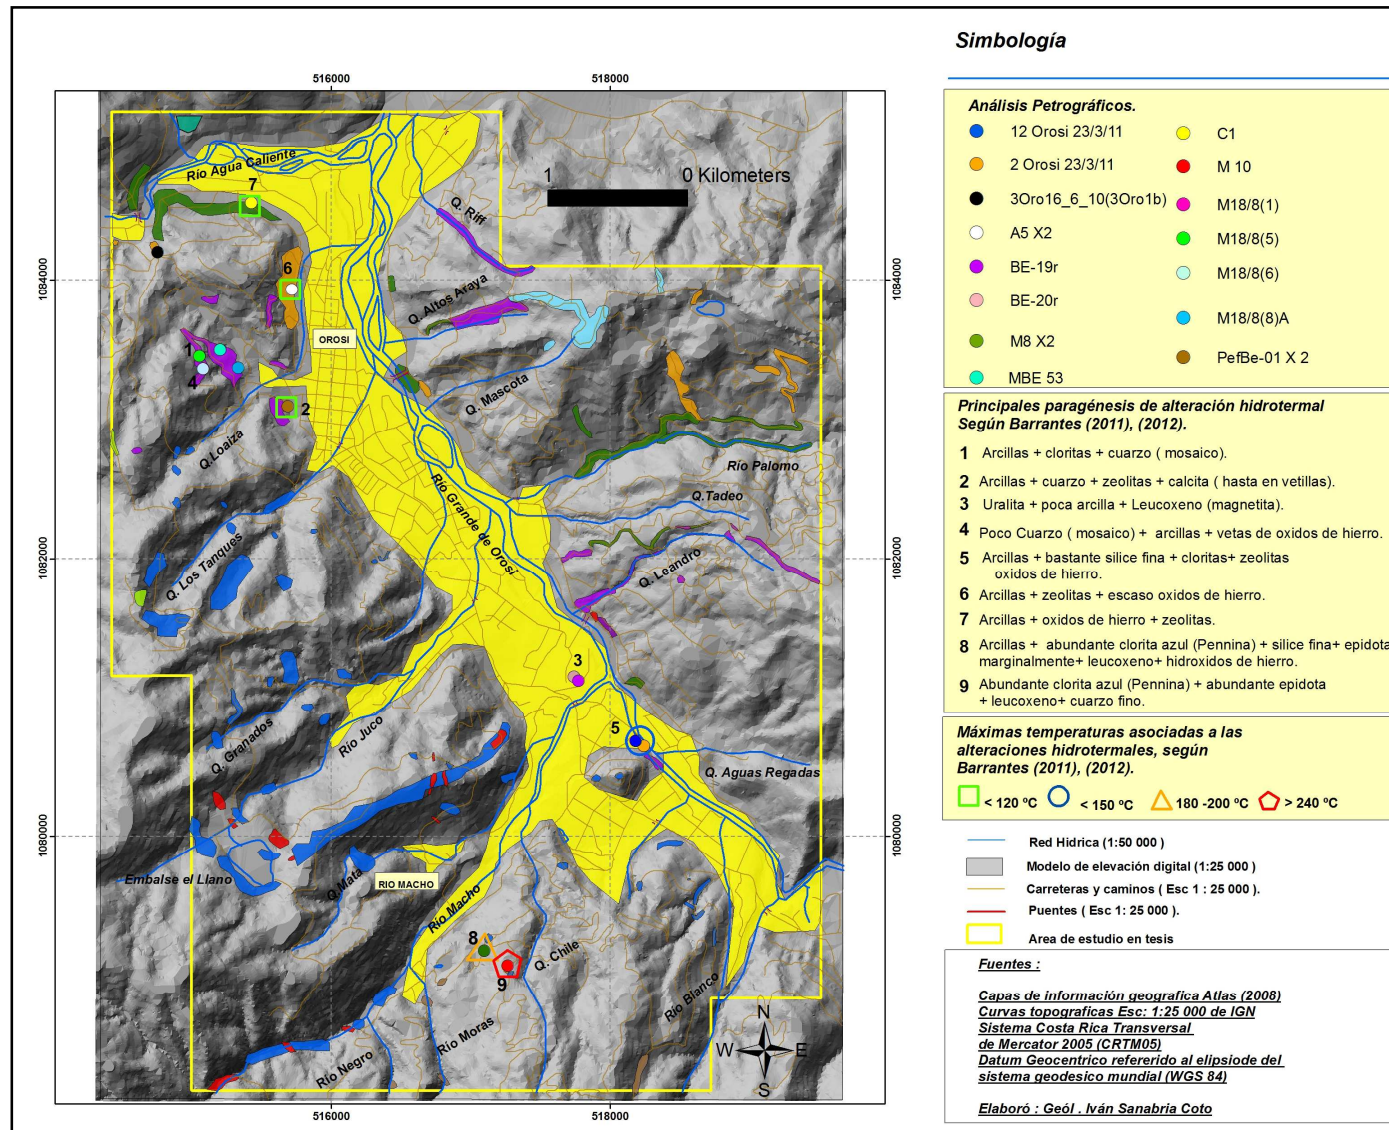 Simbología
516000
518000
Análisis Petrográficos.
12 Orosi 23/3/11
2 Orosi 23/3/11
3Oro16_6_10(3Oro1b)
A5 X2
BE-19r
BE-20r
M8 X2
MBE 53
C1
M 10
M18/8(1)
M18/8(5)
M18/8(6)
M18/8(8)A
PefBe-01 X 2
Principales paragénesis de alteración hidrotermal
Según Barrantes (2011), (2012).
1 Arcillas + cloritas + cuarzo ( mosaico).
2 Arcillas + cuarzo + zeolitas + calcita ( hasta en vetillas).
3 Uralita + poca arcilla + Leucoxeno (magnetita).
4 Poco Cuarzo ( mosaico) + arcillas + vetas de oxidos de hierro.
5 Arcillas + bastante silice fina + cloritas+ zeolitas
oxidos de hierro.
6 Arcillas + zeolitas + escaso oxidos de hierro.
7 Arcillas + oxidos de hierro + zeolitas.
8 Arcillas + abundante clorita azul (Pennina) + silice fina+ epidota
marginalmente+ leucoxeno+ hidroxidos de hierro.
9 Abundante clorita azul (Pennina) + abundante epidota
+ leucoxeno+ cuarzo fino.
Máximas temperaturas asociadas a las
alteraciones hidrotermales, según
Barrantes (2011), (2012).
< 120 ºC
< 150 ºC
180 -200 ºC
> 240 ºC
Red Hidrica (1:50 000 )
Modelo de elevación digital (1:25 000 )
Carreteras y caminos ( Esc 1 : 25 000 ).
Puentes ( Esc 1: 25 000 ).
Area de estudio en tesis
Fuentes :
Capas de información geografica Atlas (2008)
Curvas topograficas Esc: 1:25 000 de IGN
Sistema Costa Rica Transversal
de Mercator 2005 (CRTM05)
Datum Geocentrico refererido al elipsiode del
sistema geodesico mundial (WGS 84)
Elaboró : Geól . Iván Sanabria Coto
Río Agua Caliente
7
1 0 Kilometers
Q. Riff
6
1084000
1084000
Q. Altos Araya
OROSI
1
4
Q. Mascota
2
Q.Loaiza
Río Palomo
Río Grande de Orosi
Q.Tadeo
1082000
1082000
Q. Los Tanques
Q. Leandro
3
Q. Granados
Río Juco
5
Q. Aguas Regadas
1080000
1080000
Embalse el Llano
Q.Mata
RIO MACHO
Río Macho
8
9
Q. Chile
Río Blanco
Río Moras
Río Negro
N
W
E
S
516000
518000